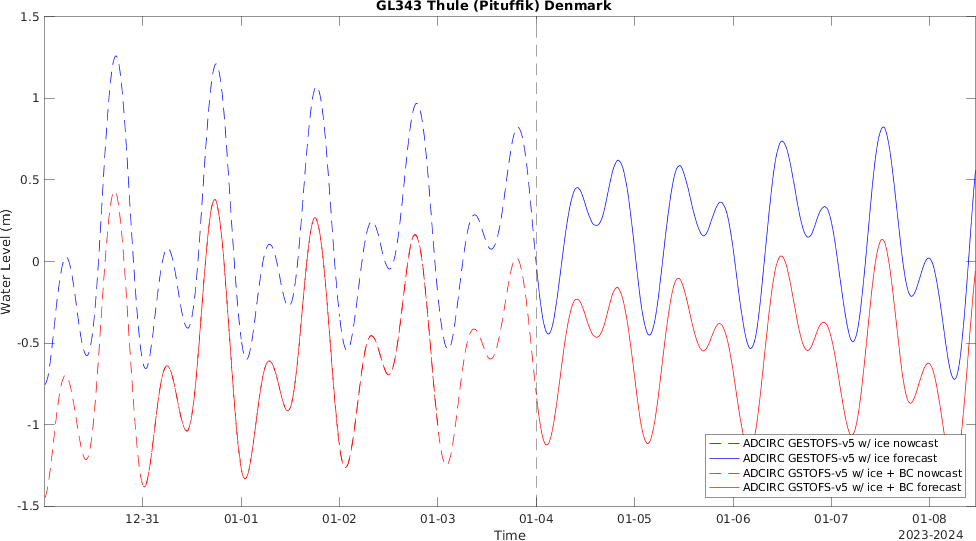 GL343 Thule (Pituffik) Denmark
Water Level (m)
1.5
1
0.5
0
-0.5
-1
-1.5
12-31
01-01
01-02
01-03
01-04
01-05
01-06
01-07
01-08
Time
2023-2024
ADCIRC GESTOFS-v5 w/ ice nowcast
ADCIRC GESTOFS-v5 w/ ice forecast
ADCIRC GSTOFS-v5 w/ ice + BC nowcast
ADCIRC GSTOFS-v5 w/ ice + BC forecast